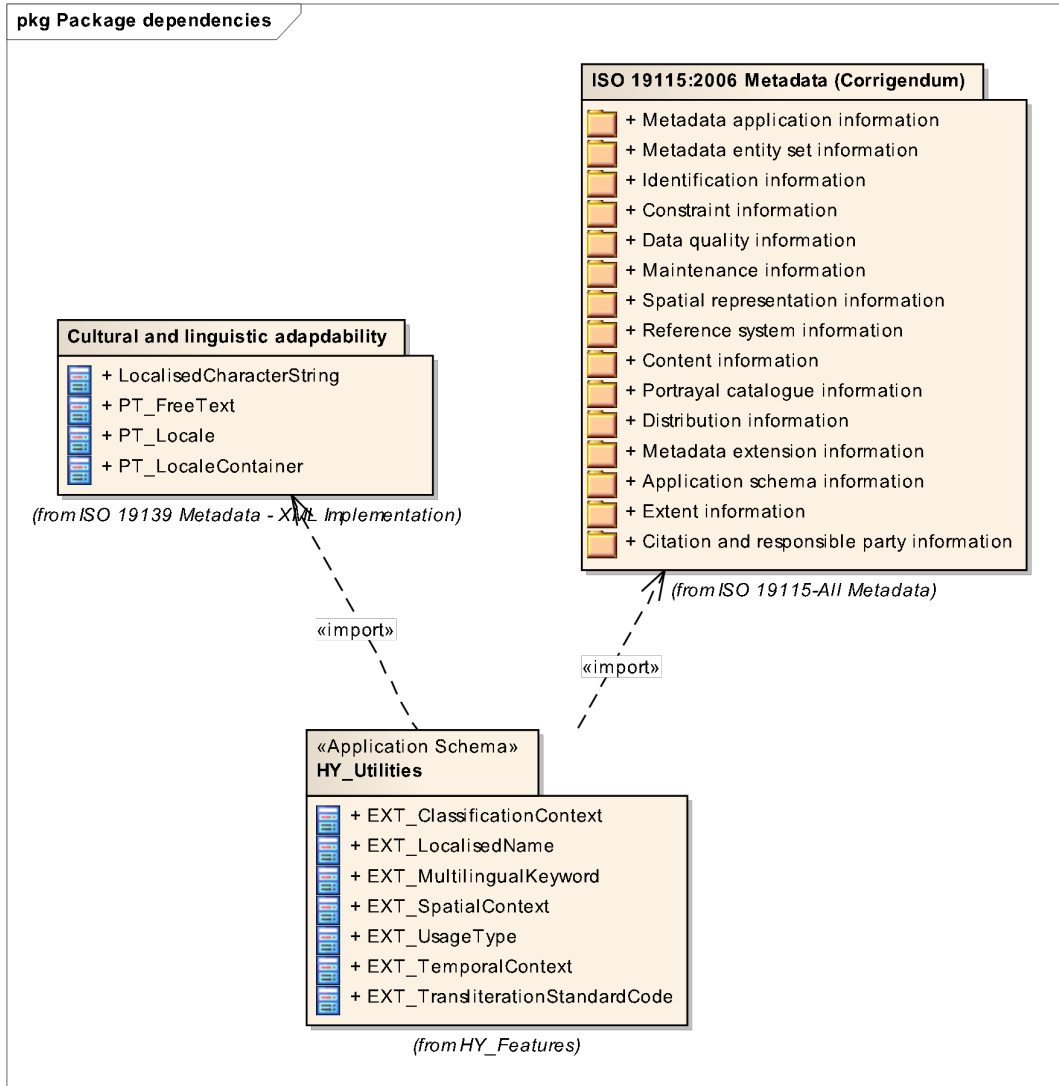 pkg Package dependencies
ISO 19115:2006 Metadata (Corrigendum)
+ Metadata application information
+ Metadata entity set information
+ Identification information
+ Constraint information
+ Data quality information
+ Maintenance information
+ Spatial representation information
+ Reference system information
+ Content information
+ Portrayal catalogue information
+ Distribution information
+ Metadata extension information
+ Application schema information
+ Extent information
+ Citation and responsible party information
(from ISO 19115-All Metadata)
Cultural and linguistic adapdability
+ LocalisedCharacterString
+ PT_FreeText
+ PT_Locale
+ PT_LocaleContainer
(from ISO 19139 Metadata - XML Implementation)
«import»
«import»
«Application Schema»
HY_Utilities
+ EXT_ClassificationContext
+ EXT_LocalisedName
+ EXT_MultilingualKeyword
+ EXT_SpatialContext
+ EXT_UsageType
+ EXT_TemporalContext
+ EXT_TransliterationStandardCode
(from HY_Features)